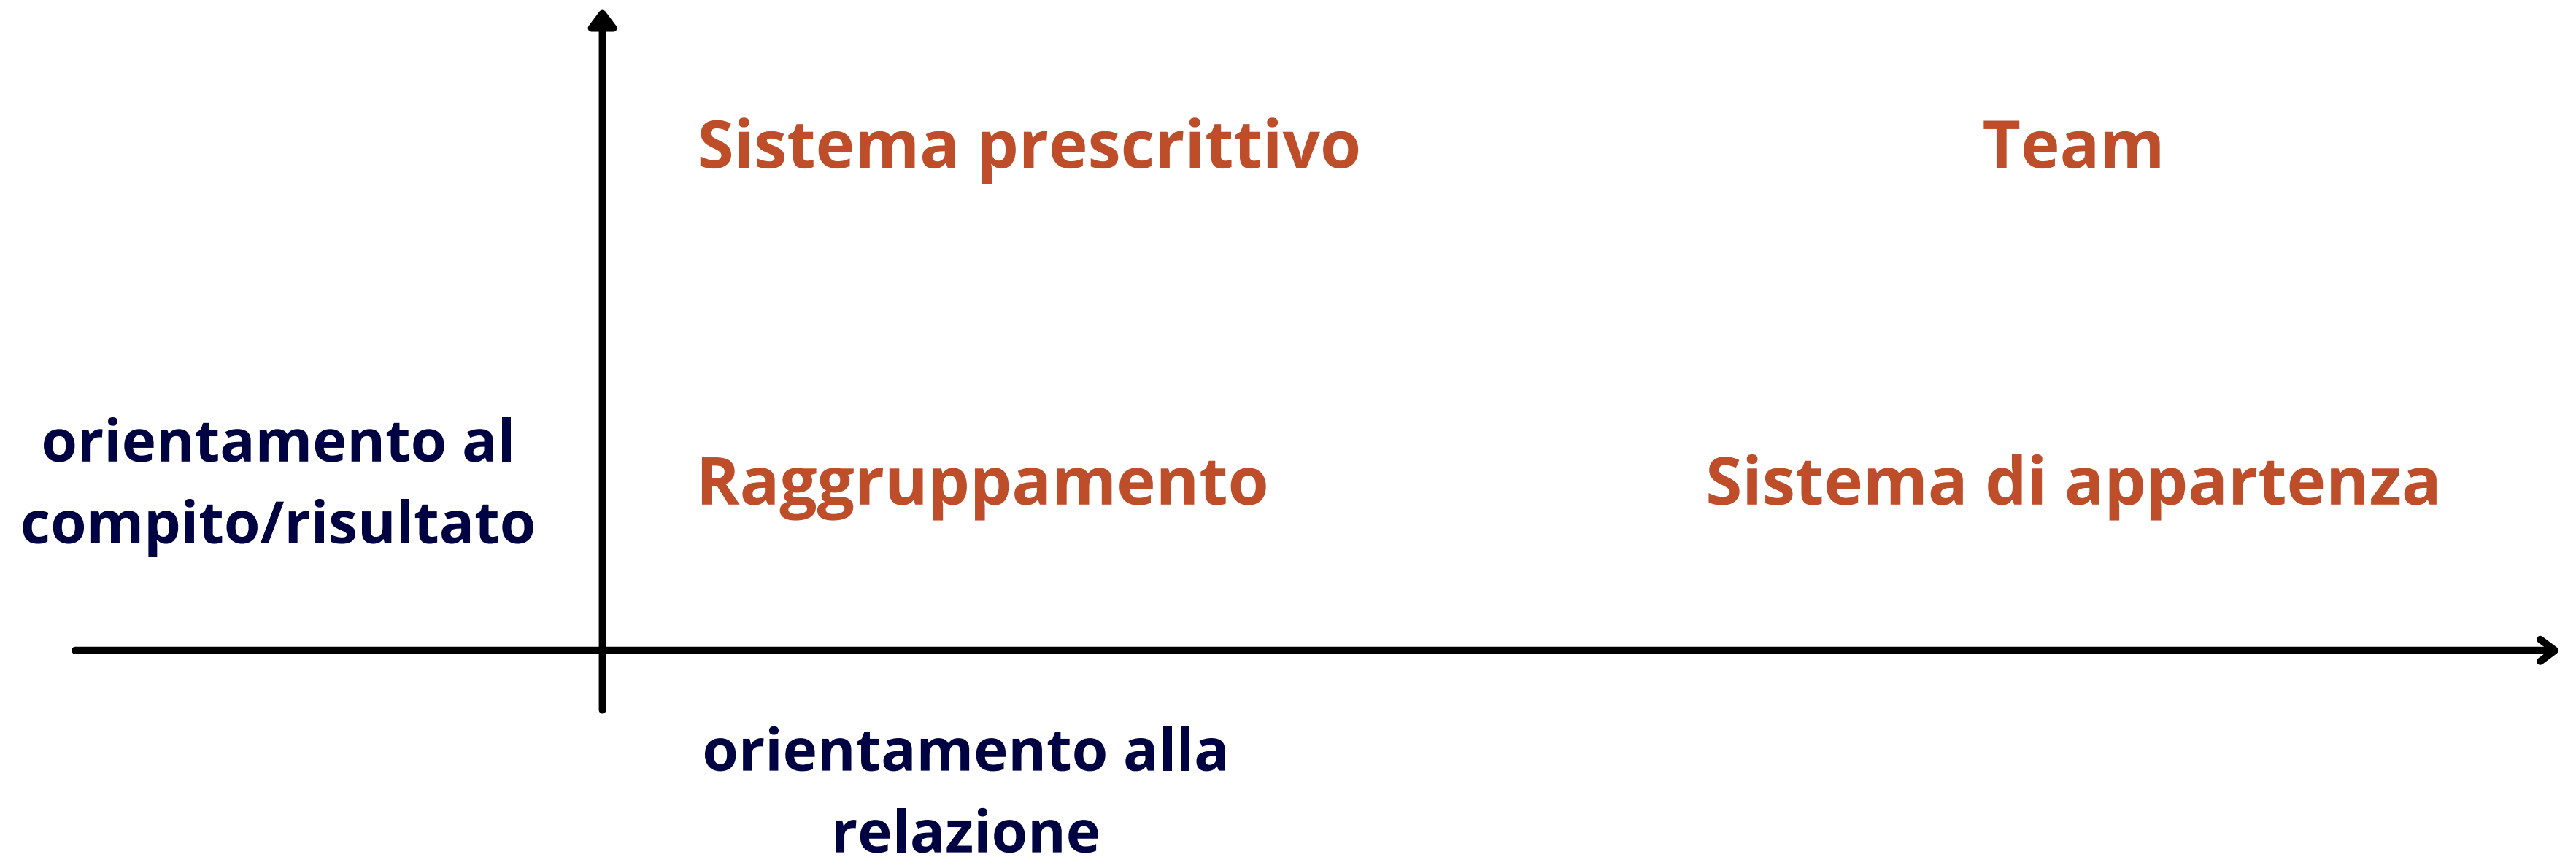 Sistema prescrittivo
Team
orientamento al
compito/risultato
Raggruppamento
Sistema di appartenza
orientamento alla
relazione